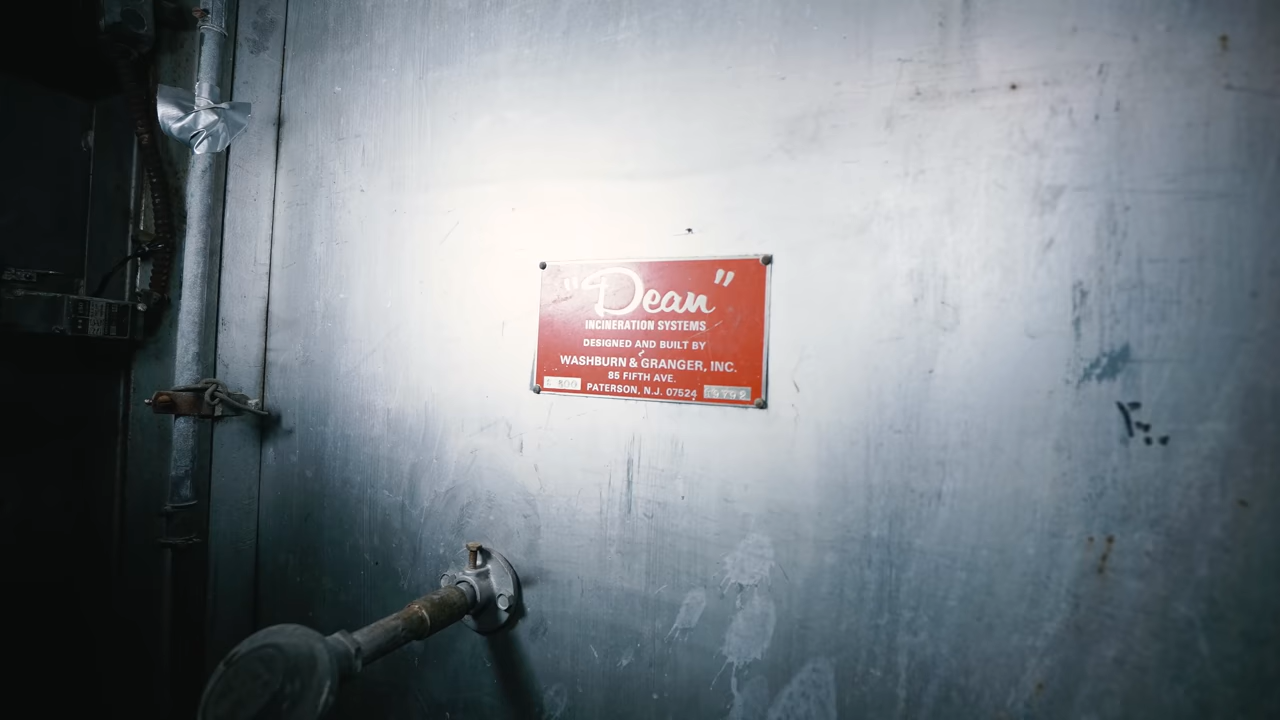 "Dean"
INCINERATION SYSTEMS
DESIGNED AND BUILT BY
WASHBURN & GRANGER, INC.
85 FIFTH AVE.
PATERSON, N.J. 07524